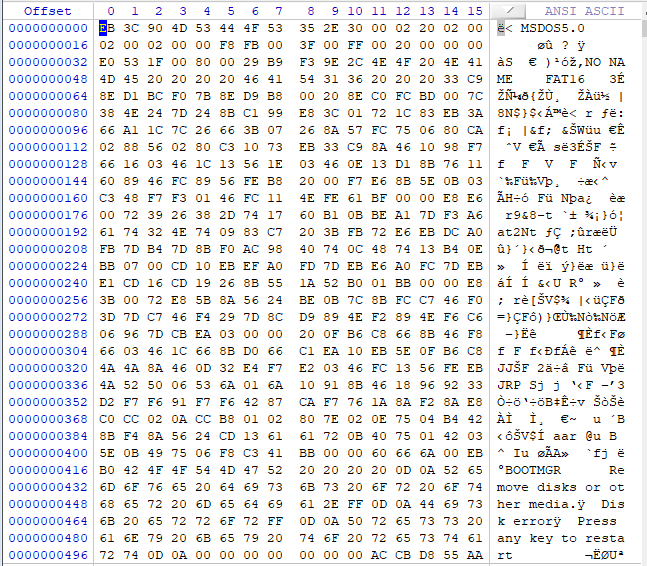 Offset 0 1 2 3 4 5 6 7 8 9 10 11 12 13 14 15 ANSI ASCII
0000000000 EB 3C 90 4D 53 44 4F 53 35 2E 30 00 02 20 02 00 ë< MSDOS5.0
0000000016 02 00 02 00 00 F8 FB 00 3F 00 FF 00 20 00 00 00 øû ? ÿ
0000000032 E0 53 1F 00 80 00 29 B9 F3 9E 2C 4E 4F 20 4E 41 àS € )¹óž,NO NA
0000000048 4D 45 20 20 20 20 46 41 54 31 36 20 20 20 33 C9 ME FAT16 3É
0000000064 8E D1 BC F0 7B 8E D9 B8 00 20 8E C0 FC BD 00 7C ŽÑ¼ð{ŽÙ¸ ŽÀü½ |
0000000080 38 4E 24 7D 24 8B C1 99 E8 3C 01 72 1C 83 EB 3A 8N$}$‹Á™è< r ƒë:
0000000096 66 A1 1C 7C 26 66 3B 07 26 8A 57 FC 75 06 80 CA f¡ |&f; &ŠWüu €Ê
0000000112 02 88 56 02 80 C3 10 73 EB 33 C9 8A 46 10 98 F7 ˆV €Ã së3ÉŠF ˜÷
0000000128 66 16 03 46 1C 13 56 1E 03 46 0E 13 D1 8B 76 11 f F V F Ñ‹v
0000000144 60 89 46 FC 89 56 FE B8 20 00 F7 E6 8B 5E 0B 03 `‰Fü‰Vþ¸ ÷æ‹^
0000000160 C3 48 F7 F3 01 46 FC 11 4E FE 61 BF 00 00 E8 E6 ÃH÷ó Fü Nþa¿ èæ
0000000176 00 72 39 26 38 2D 74 17 60 B1 0B BE A1 7D F3 A6 r9&8-t `± ¾¡}ó¦
0000000192 61 74 32 4E 74 09 83 C7 20 3B FB 72 E6 EB DC A0 at2Nt ƒÇ ;ûræëÜ
0000000208 FB 7D B4 7D 8B F0 AC 98 40 74 0C 48 74 13 B4 0E û}´}‹ð¬˜@t Ht ´
0000000224 BB 07 00 CD 10 EB EF A0 FD 7D EB E6 A0 FC 7D EB » Í ëï ý}ëæ ü}ë
0000000240 E1 CD 16 CD 19 26 8B 55 1A 52 B0 01 BB 00 00 E8 áÍ Í &‹U R° » è
0000000256 3B 00 72 E8 5B 8A 56 24 BE 0B 7C 8B FC C7 46 F0 ; rè[ŠV$¾ |‹üÇFð
0000000272 3D 7D C7 46 F4 29 7D 8C D9 89 4E F2 89 4E F6 C6 =}ÇFô)}ŒÙ‰Nò‰NöÆ
0000000288 06 96 7D CB EA 03 00 00 20 0F B6 C8 66 8B 46 F8 –}Ëê ¶Èf‹Fø
0000000304 66 03 46 1C 66 8B D0 66 C1 EA 10 EB 5E 0F B6 C8 f F f‹ÐfÁê ë^ ¶È
0000000320 4A 4A 8A 46 0D 32 E4 F7 E2 03 46 FC 13 56 FE EB JJŠF 2ä÷â Fü Vþë
0000000336 4A 52 50 06 53 6A 01 6A 10 91 8B 46 18 96 92 33 JRP Sj j ‘‹F –’3
0000000352 D2 F7 F6 91 F7 F6 42 87 CA F7 76 1A 8A F2 8A E8 Ò÷ö‘÷öB‡Ê÷v ŠòŠè
0000000368 C0 CC 02 0A CC B8 01 02 80 7E 02 0E 75 04 B4 42 ÀÌ Ì¸ €~ u ´B
0000000384 8B F4 8A 56 24 CD 13 61 61 72 0B 40 75 01 42 03 ‹ôŠV$Í aar @u B
0000000400 5E 0B 49 75 06 F8 C3 41 BB 00 00 60 66 6A 00 EB ^ Iu øÃA» `fj ë
0000000416 B0 42 4F 4F 54 4D 47 52 20 20 20 20 0D 0A 52 65 °BOOTMGR Re
0000000432 6D 6F 76 65 20 64 69 73 6B 73 20 6F 72 20 6F 74 move disks or ot
0000000448 68 65 72 20 6D 65 64 69 61 2E FF 0D 0A 44 69 73 her media.ÿ Dis
0000000464 6B 20 65 72 72 6F 72 FF 0D 0A 50 72 65 73 73 20 k errorÿ Press
0000000480 61 6E 79 20 6B 65 79 20 74 6F 20 72 65 73 74 61 any key to resta
0000000496 72 74 0D 0A 00 00 00 00 00 00 00 AC CB D8 55 AA rt ¬ËØUª